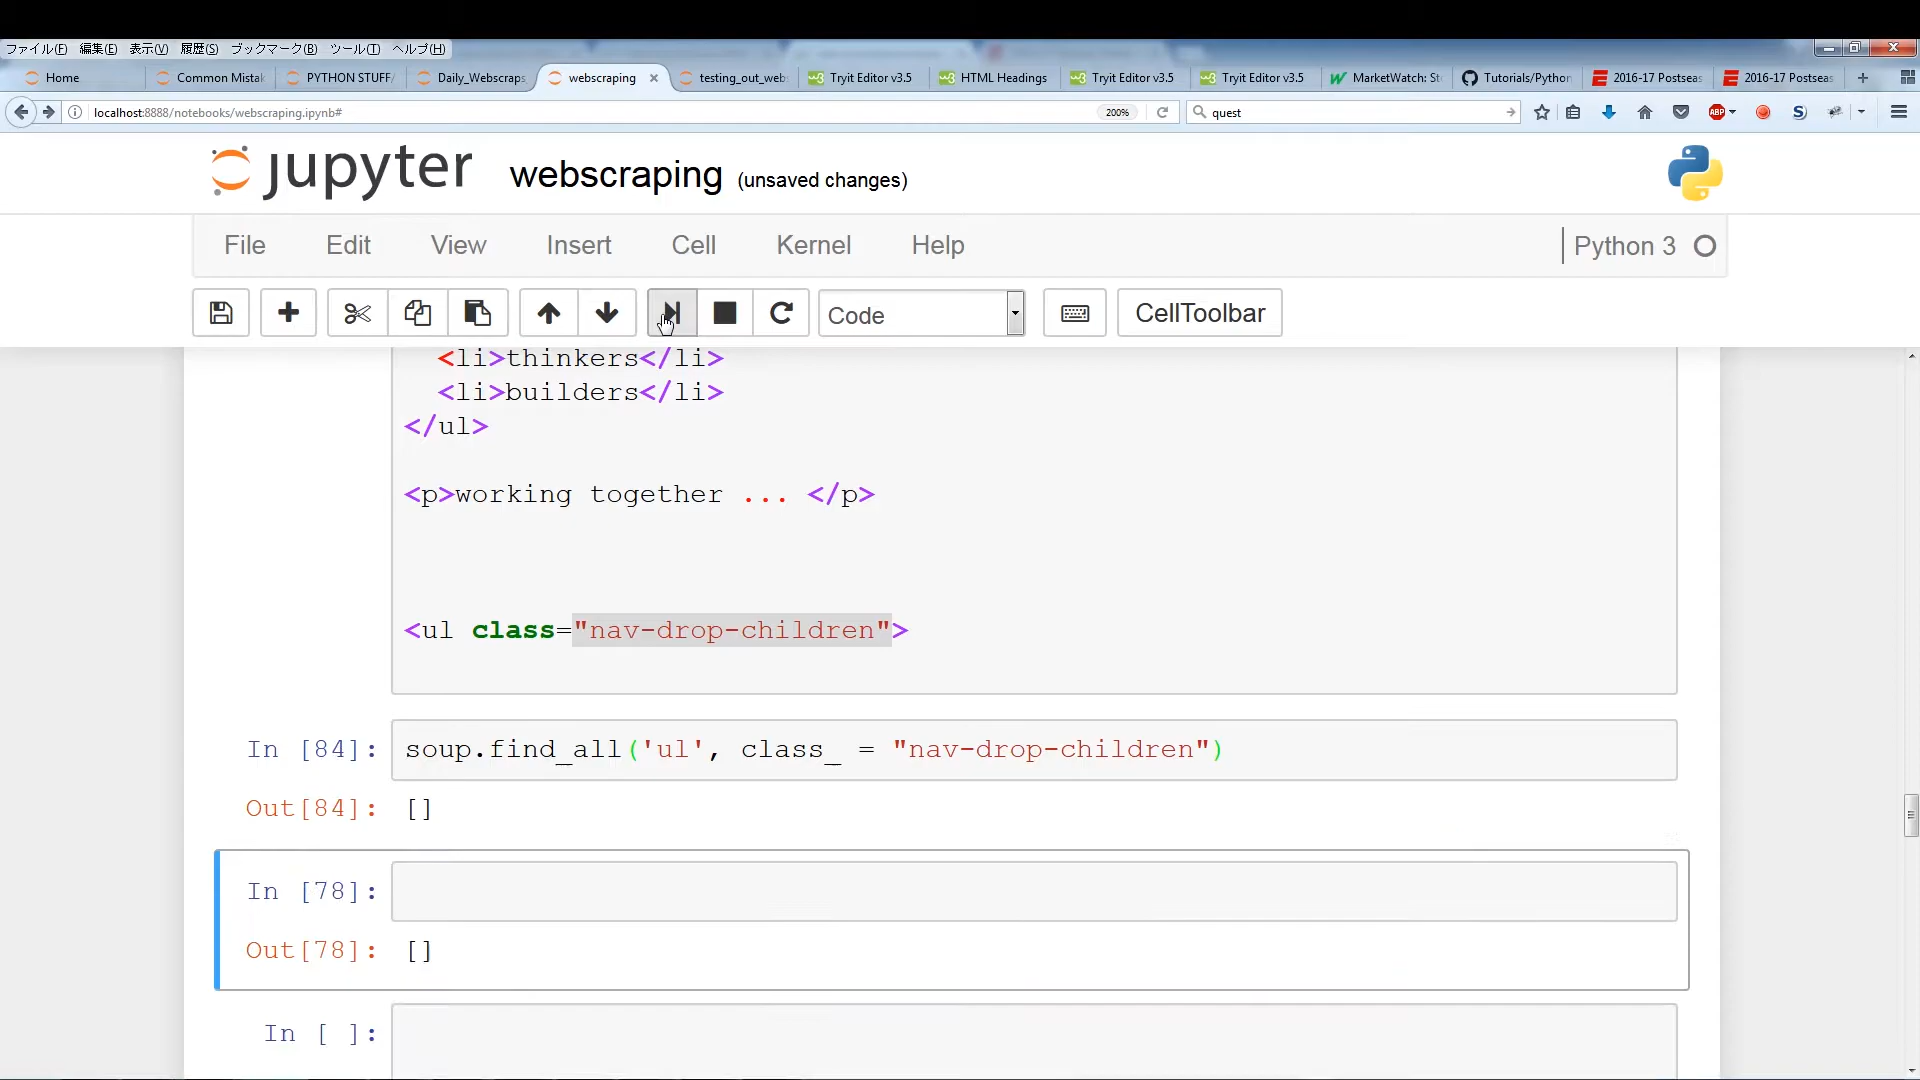 ファイル(F) 編集(E) 表示(V) 履歴(S) ブックマーク(B) ツール(T) ヘルプ(H)
Home Common Mistak PYTHON STUFF/ Daily_Webscraps webscraping testing_out_web Tryit Editor v3.5 HTML Headings Tryit Editor v3.5 Tryit Editor v3.5 MarketWatch: St Tutorials/Python 2016-17 Postseas 2016-17 Postseas
localhost:8888/notebooks/webscraping.ipynb# 200% quest
jupyter webscraping (unsaved changes)
File Edit View Insert Cell Kernel Help Python 3
Code CellToolbar
<li>thinkers</li>
<li>builders</li>
</ul>
<p>working together ... </p>
<ul class="nav-drop-children">
In [84]: soup.find_all('ul', class_ = "nav-drop-children")
Out[84]: []
In [78]:
Out[78]: []
In [ ]: